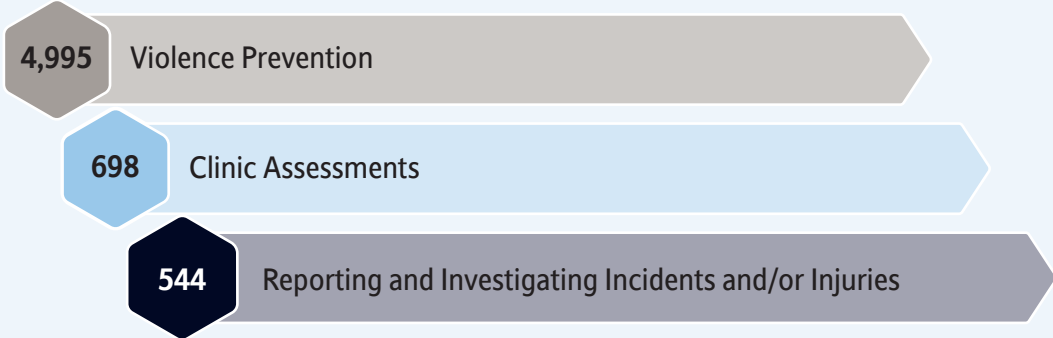 4,995 Violence Prevention
698 Clinic Assessments
544 Reporting and Investigating Incidents and/or Injuries